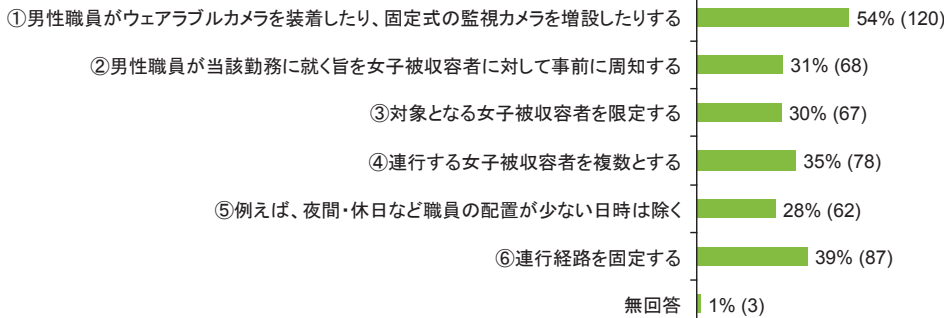 ①男性職員がウェアラブルカメラを装着したり、固定式の監視カメラを増設したりする 54% (120)
②男性職員が当該勤務に就く旨を女子被収容者に対して事前に周知する 31% (68)
③対象となる女子被収容者を限定する 30% (67)
④連行する女子被収容者を複数とする 35% (78)
⑤例えば、夜間・休日など職員の配置が少ない日時は除く 28% (62)
⑥連行経路を固定する 39% (87)
無回答 1% (3)